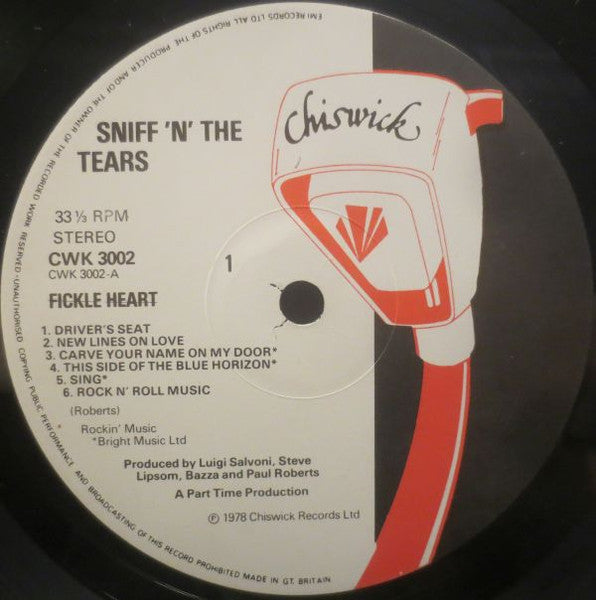 EMI RECORDS LTD ALL RIGHTS OF THE PRODUCER AND OF THE OWNER OF THE RECORDED WORK RESERVED - UNAUTHORISED COPYING PUBLIC PERFORMANCE AND BROADCASTING OF THIS RECORD PROHIBITED MADE IN GT. BRITAIN
Chiswick
SNIFF 'N' THE
TEARS
33 ⅓ RPM
STEREO
CWK 3002
CWK 3002-A
1
FICKLE HEART
1. DRIVER'S SEAT
2. NEW LINES ON LOVE
3. CARVE YOUR NAME ON MY DOOR*
4. THIS SIDE OF THE BLUE HORIZON*
5. SING*
6. ROCK N' ROLL MUSIC
(Roberts)
* Rockin' Music
*Bright Music Ltd
Produced by Luigi Salvoni, Steve
Lipsom, Bazza and Paul Roberts
A Part Time Production
℗ 1978 Chiswick Records Ltd